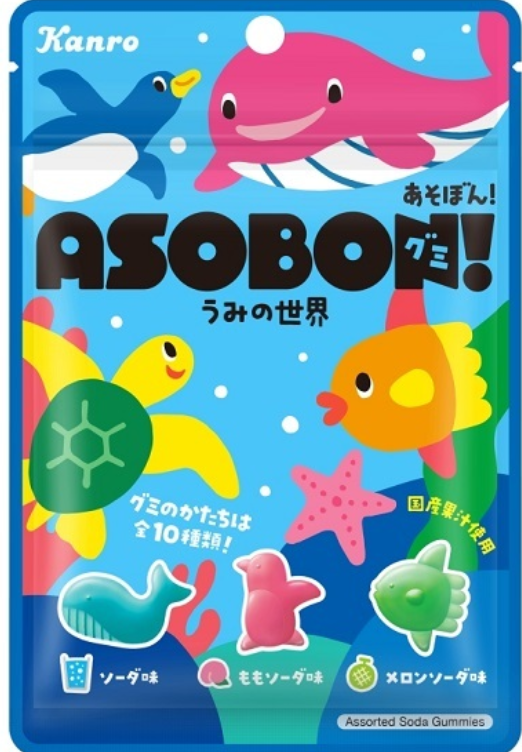 Kanro
あそぼん!
ASOBON!
グミ
うみの世界
グミのかたちは
全10種類!
国産果汁使用
ソーダ味
ももソーダ味
メロンソーダ味
Assorted Soda Gummies